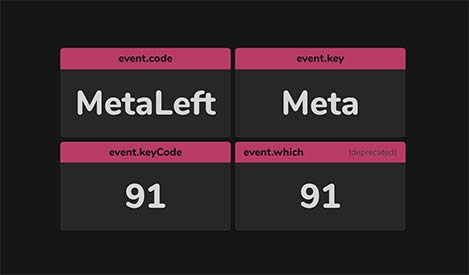 event.code
MetaLeft
event.key
Meta
event.keyCode
91
event.which (deprecated)
91